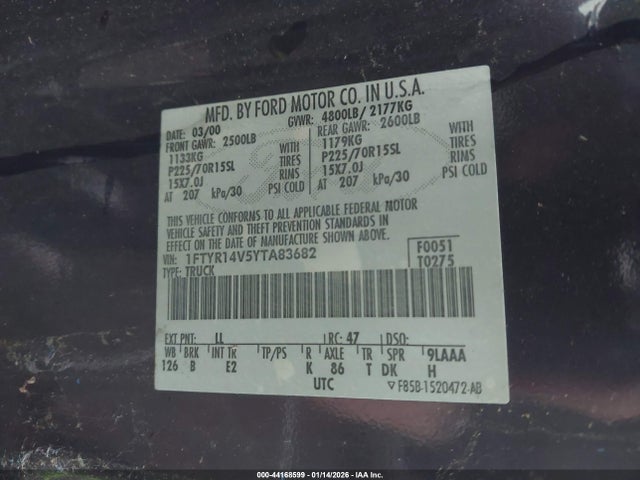 MFD. BY FORD MOTOR CO. IN U.S.A.
DATE: 03/00 GVWR: 4800LB/ 2177KG
FRONT GAWR: 2500LB REAR GAWR: 2600LB
1133KG WITH 1179KG WITH
P225/70R15SL TIRES P225/70R15SL TIRES
15X7.0J RIMS 15X7.0J RIMS
AT 207 kPa/30 PSI COLD AT 207 kPa/30 PSI COLD
THIS VEHICLE CONFORMS TO ALL APPLICABLE FEDERAL MOTOR
VEHICLE SAFETY AND THEFT PREVENTION STANDARDS IN
EFFECT ON THE DATE OF MANUFACTURE SHOWN ABOVE.
VIN: 1FTYR14V5YTA83682 F0051
TYPE: TRUCK T0275
EXT PNT: LL RC: 47 DSO:
WB BRK INT TR TP/PS R AXLE TR SPR 9LAAA
126 B E2 K 86 T DK H
UTC F85B-1520472-AB
000-44168599 - 01/14/2026 - IAA Inc.